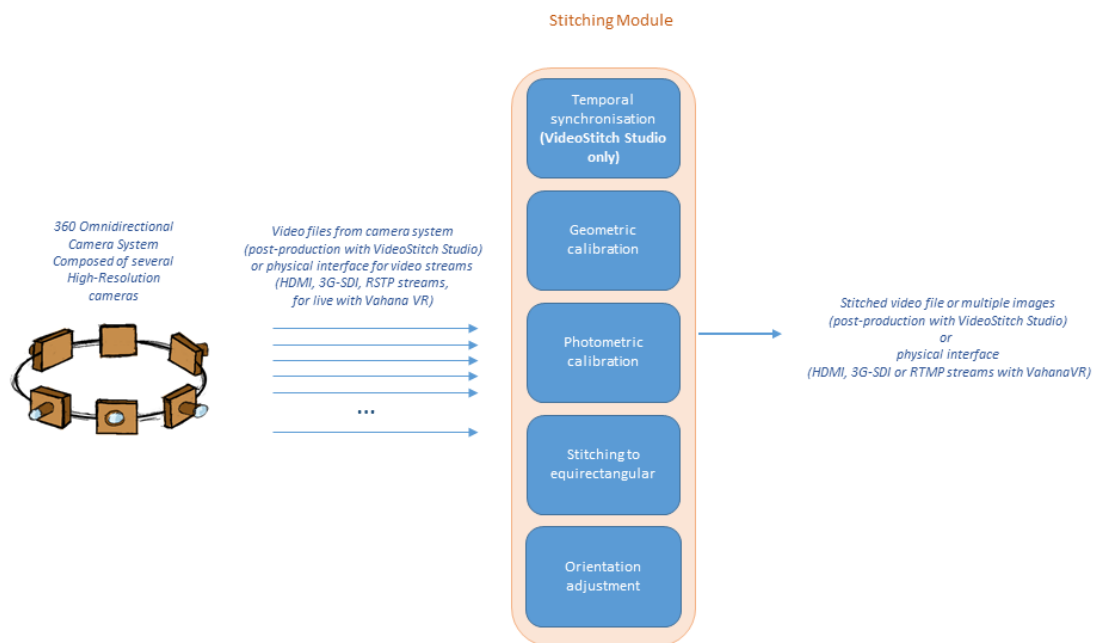 Stitching Module
Temporal
synchronisation
(VideoStitch Studio
only)
Geometric
calibration
Photometric
calibration
Stitching to
equirectangular
Orientation
adjustment
360 Omnidirectional
Camera System
Composed of several
High-Resolution
cameras
Video files from camera system
(post-production with VideoStitch Studio)
or physical interface for video streams
(HDMI, 3G-SDI, RSTP streams,
for live with Vahana VR)
...
Stitched video file or multiple images
(post-production with VideoStitch Studio)
or
physical interface
(HDMI, 3G-SDI or RTMP streams with VahanaVR)